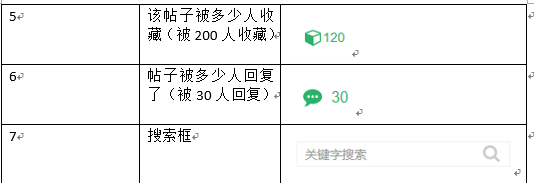 5
该帖子被多少人收
藏（被 200 人收藏）
120
6
帖子被多少人回复
了（被 30 人回复）
30
7
搜索框
关键字搜索